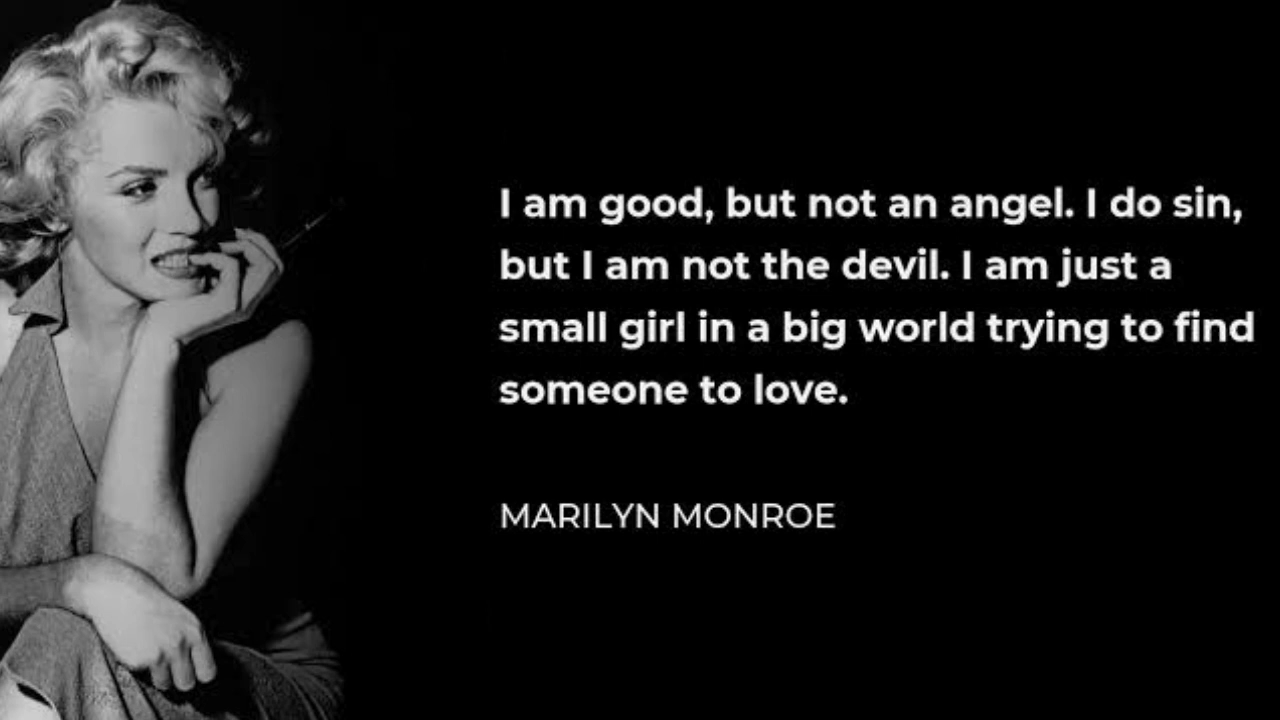 I am good, but not an angel. I do sin,
but I am not the devil. I am just a
small girl in a big world trying to find
someone to love.
MARILYN MONROE